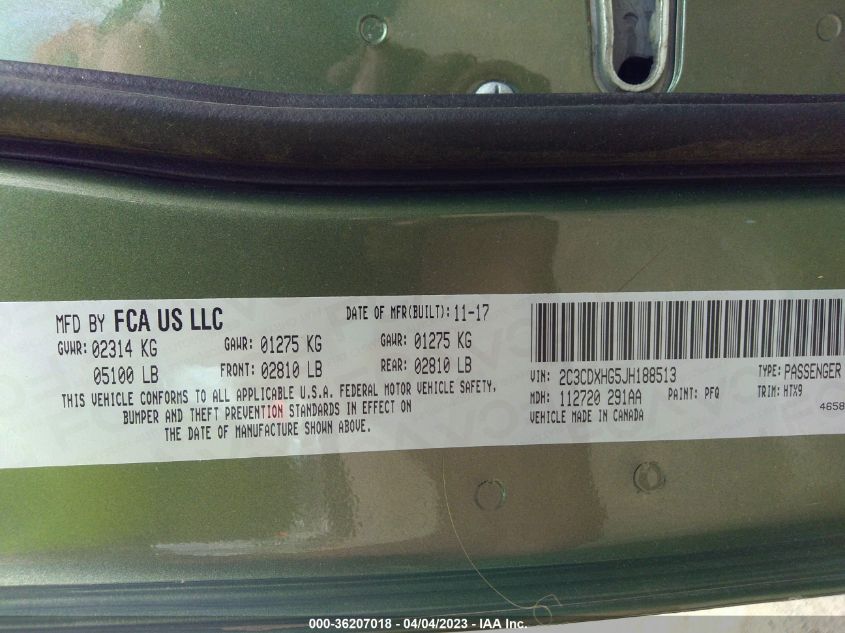 MFD BY FCA US LLC
DATE OF MFR(BUILT): 11-17
GVWR: 02314 KG
GAWR: 01275 KG
GAWR: 01275 KG
05100 LB
FRONT: 02810 LB
REAR: 02810 LB
THIS VEHICLE CONFORMS TO ALL APPLICABLE U.S.A. FEDERAL MOTOR VEHICLE SAFETY,
BUMPER AND THEFT PREVENTION STANDARDS IN EFFECT ON
THE DATE OF MANUFACTURE SHOWN ABOVE.
VIN: 2C3CDXHG5JH188513
TYPE: PASSENGER
MDH: 112720 291AA
PAINT: PFQ
TRIM: HTX9
VEHICLE MADE IN CANADA
4658
000-36207018 - 04/04/2023 - © IAA Inc.